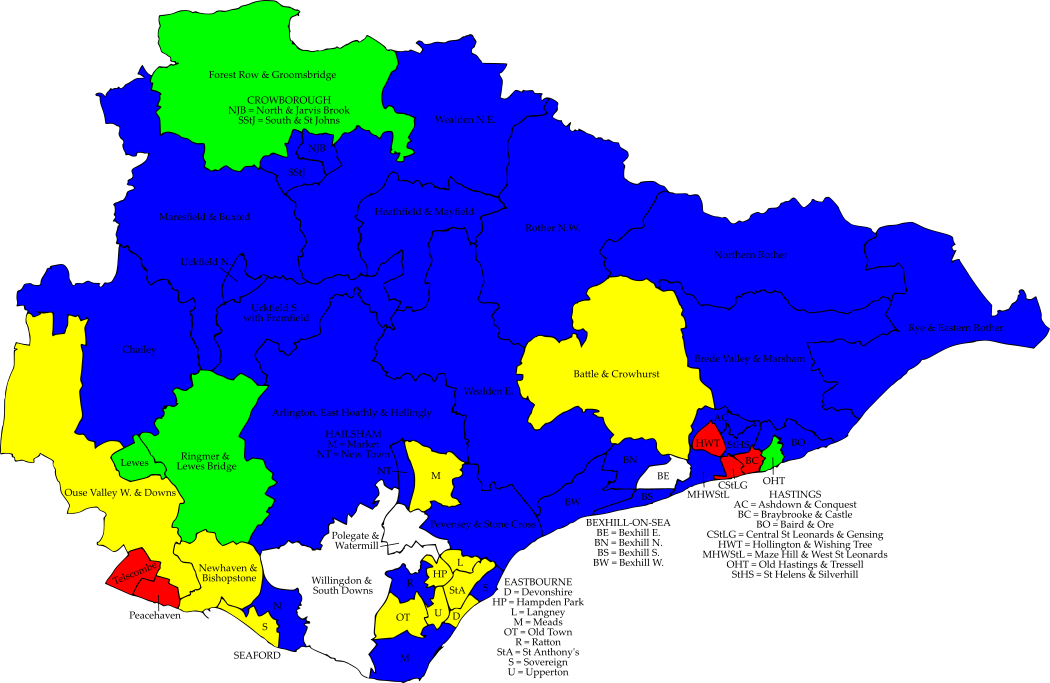 Forest Row & Groomsbridge
CROWBOROUGH
NJB = North & Jarvis Brook
SStJ = South & St Johns
Wealden N.E.
NJB
SStJ
Maresfield & Buxted
Heathfield & Mayfield
Rother N.W.
Northern Rother
Uckfield N.
Uckfield S.
with Framfield
Rye & Eastern Rother
Chailey
Brede Valley & Marsham
Battle & Crowhurst
Wealden E.
Arlington, East Hoathly & Hellingly
HAILSHAM
M = Market
NT = New Town
AC
HWT
StHS
BO
BC
Lewes
Ringmer &
Lewes Bridge
NT
M
BN
BE
CStLG
OHT
Ouse Valley W. & Downs
BW
BS
MHWStL
HASTINGS
AC = Ashdown & Conquest
BC = Braybrooke & Castle
BO = Baird & Ore
CStLG = Central St Leonards & Gensing
HWT = Hollington & Wishing Tree
MHWStL = Maze Hill & West St Leonards
OHT = Old Hastings & Tressell
StHS = St Helens & Silverhill
Pevensey & Stone Cross
BEXHILL-ON-SEA
BE = Bexhill E.
BN = Bexhill N.
BS = Bexhill S.
BW = Bexhill W.
Polegate &
Watermill
Telscombe
Newhaven &
Bishopstone
Willingdon &
South Downs
R
HP
L
StA
S
Peacehaven
N
S
SEAFORD
OT
U
D
M
EASTBOURNE
D = Devonshire
HP = Hampden Park
L = Langney
M = Meads
OT = Old Town
R = Ratton
StA = St Anthony's
S = Sovereign
U = Upperton